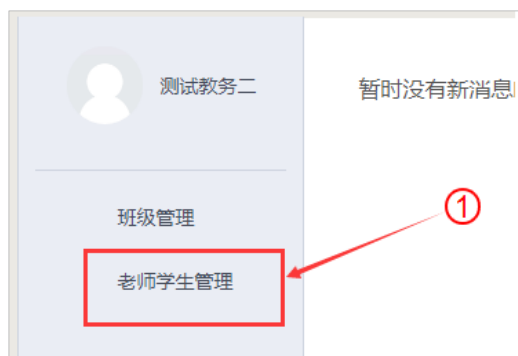 测试教务二
暂时没有新消息
①
班级管理
老师学生管理